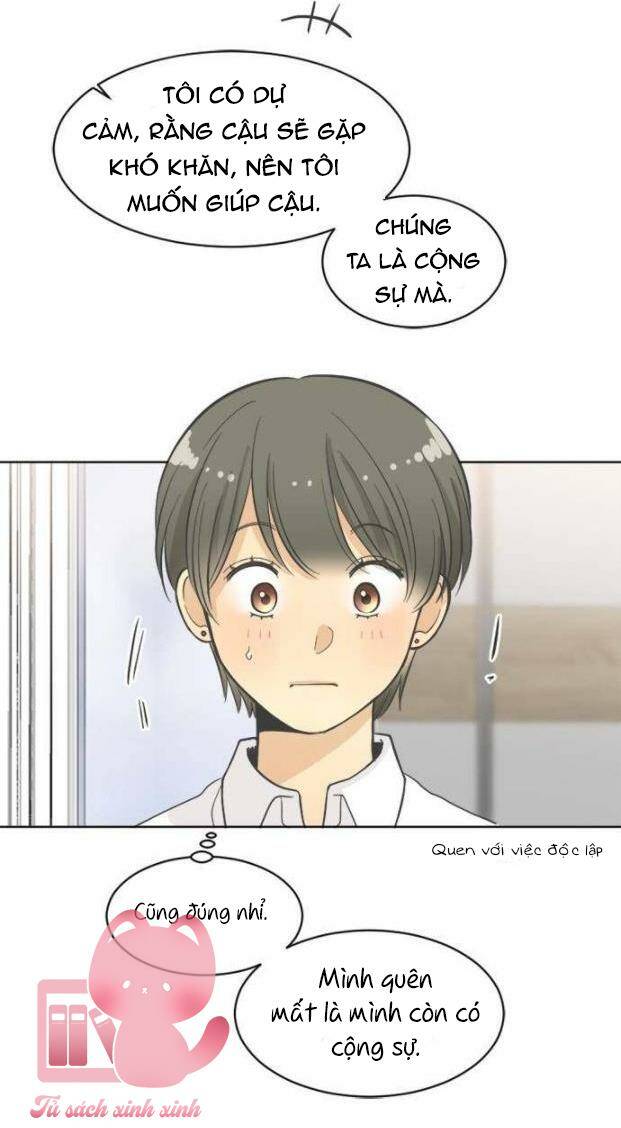 TÔI CÓ DỰ
CẢM, RẰNG CẬU SẼ GẶP
KHÓ KHĂN, NÊN TÔI
MUỐN GIÚP CẬU.
CHÚNG
TA LÀ CỘNG
SỰ MÀ.
Quen với việc độc lập
Cũng đúng nhỉ.
Mình quên
mất là mình còn có
cộng sự.
Tủ sách xinh xinh